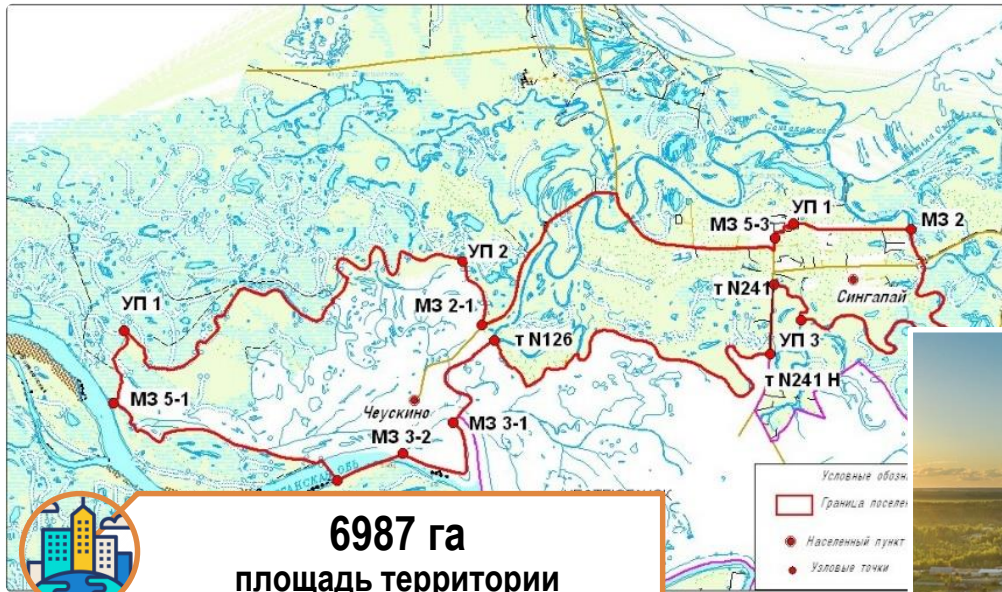 УП 1
МЗ 5-3
МЗ 2
УП 2
т N241
Сингапай
УП 1
МЗ 2-1
т N126
УП 3
т N241 Н
МЗ 5-1
Чеускино
МЗ 3-1
МЗ 3-2
ОБЬ
Условные обозн
Граница поселе
Населенный пункт
Узловые точки
6987 га
площадь территории